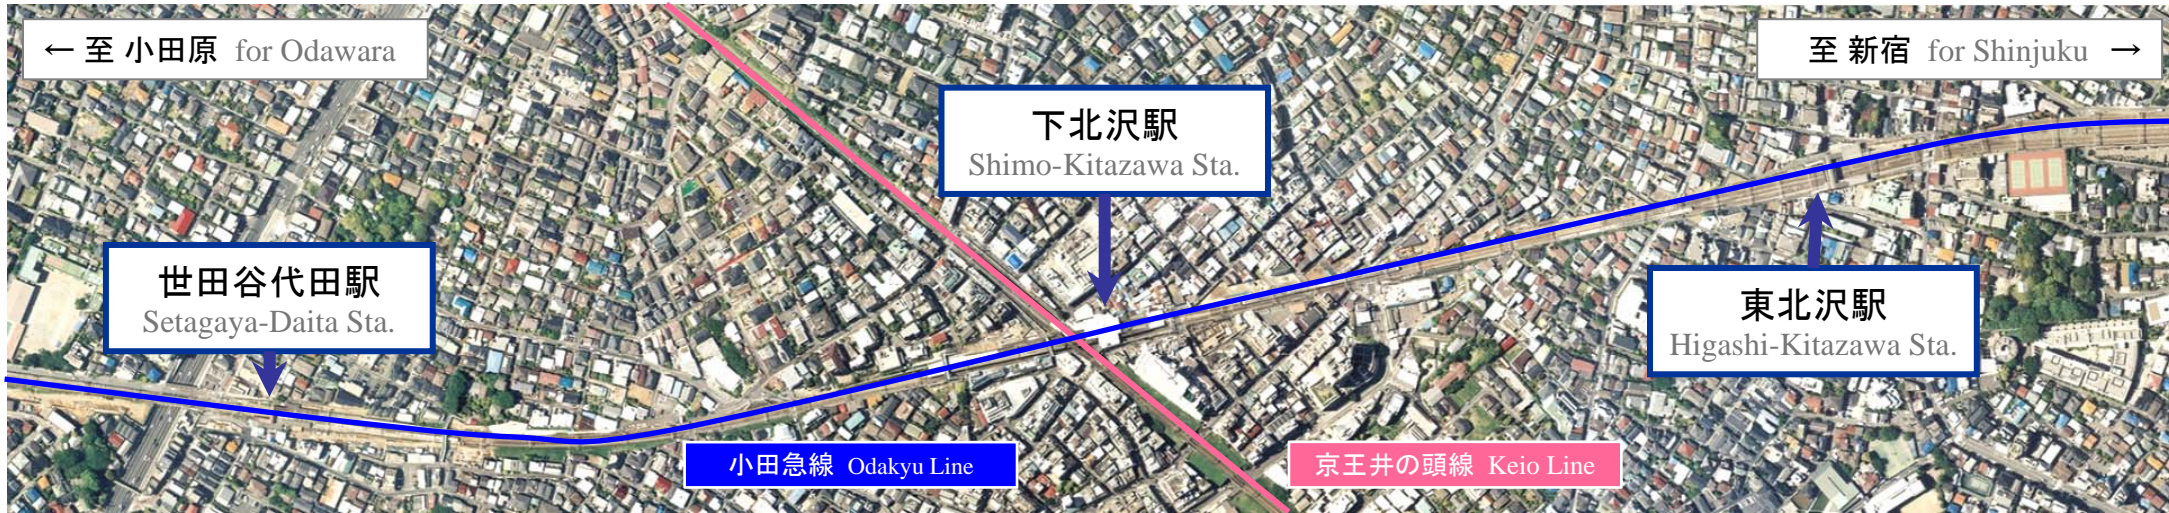 ← 至 小田原 for Odawara
至 新宿 for Shinjuku →
下北沢駅
Shimo-Kitazawa Sta.
世田谷代田駅
Setagaya-Daita Sta.
東北沢駅
Higashi-Kitazawa Sta.
小田急線 Odakyu Line
京王井の頭線 Keio Line